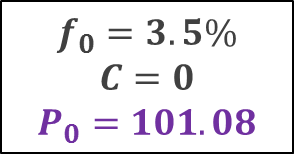 f₀ = 3.5%
C = 0
P₀ = 101.08